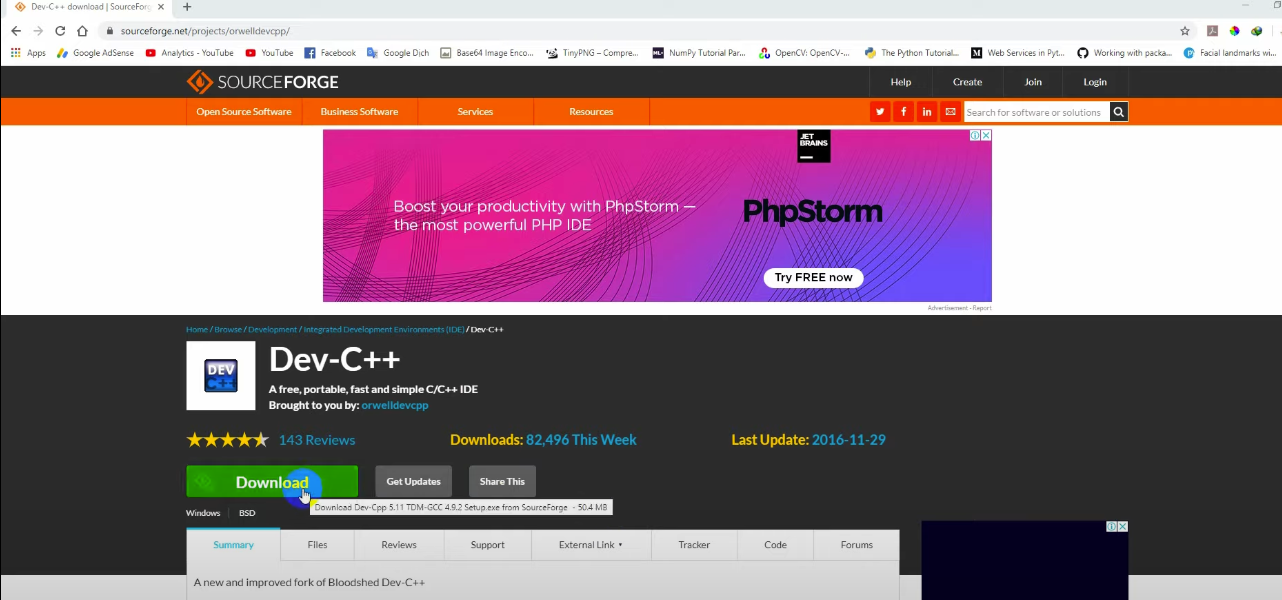 Dev-C++ download | SourceForg
sourceforge.net/projects/orwelldevcpp/
Apps Google AdSense Analytics - YouTube YouTube Facebook Google Dịch Base64 Image Enco... TinyPNG – Compre... NumPy Tutorial Par... OpenCV: OpenCV-... The Python Tutorial... Web Services in Pyt... Working with packa... Facial landmarks wi
SOURCEFORGE
Help Create Join Login
Open Source Software Business Software Services Resources
Search for software or solutions
JET
BRAINS
Boost your productivity with PhpStorm —
the most powerful PHP IDE
PhpStorm
Try FREE now
Advertisement - Report
Home / Browse / Development / Integrated Development Environments (IDE) / Dev-C++
DEV
C++
Dev-C++
A free, portable, fast and simple C/C++ IDE
Brought to you by: orwelldevcpp
143 Reviews
Downloads: 82,496 This Week
Last Update: 2016-11-29
Download
Get Updates
Share This
Download Dev-Cpp 5.11 TDM-GCC 4.9.2 Setup.exe from SourceForge - 50.4 MB
Windows BSD
Summary Files Reviews Support External Link Tracker Code Forums
A new and improved fork of Bloodshed Dev-C++